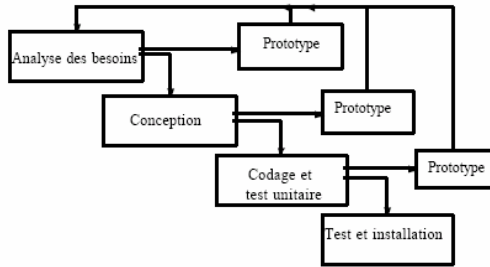 Prototype
Analyse des besoins
Prototype
Conception
Prototype
Codage et
test unitaire
Test et installation